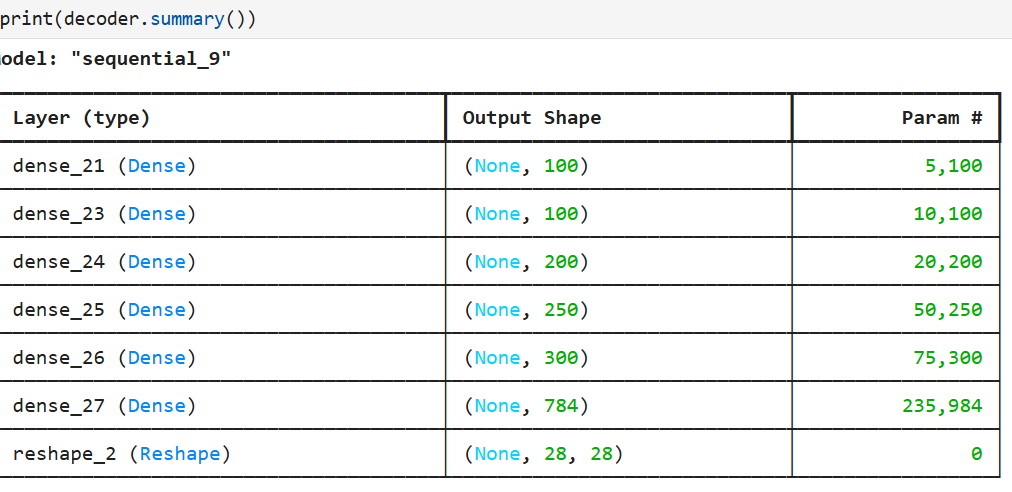 print(decoder.summary())
odel: "sequential_9"
Layer (type) Output Shape Param #
dense_21 (Dense) (None, 100) 5,100
dense_23 (Dense) (None, 100) 10,100
dense_24 (Dense) (None, 200) 20,200
dense_25 (Dense) (None, 250) 50,250
dense_26 (Dense) (None, 300) 75,300
dense_27 (Dense) (None, 784) 235,984
reshape_2 (Reshape) (None, 28, 28) 0